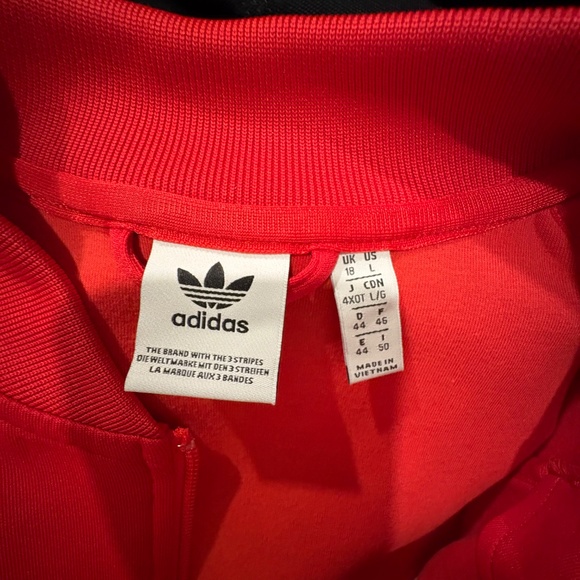 adidas
THE BRAND WITH THE 3 STRIPES
DIE WELTMARKE MIT DEN 3 STREIFEN
LA MARQUE AUX 3 BANDES
UK US
18 L
J CDN
4XOT L/G
D F
44 46
E I
44 50
MADE IN
VIETNAM